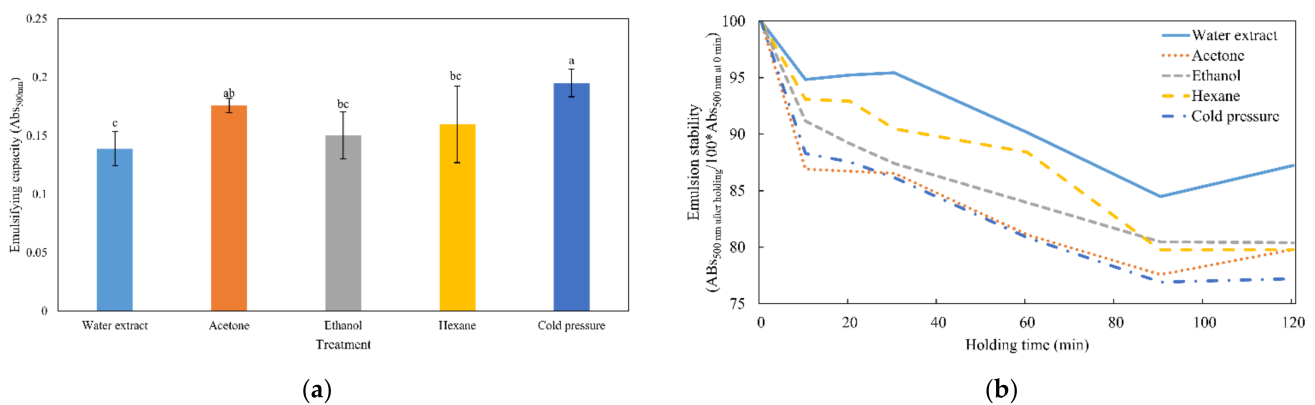 0.25
0.2
0.15
0.1
0.05
0
Emulsifying capacity (Abs500nm)
c
ab
bc
bc
a
Water extract
Acetone
Ethanol
Hexane
Cold pressure
Treatment
(a)
100
95
90
85
80
75
Emulsion stability
(ABs500 nm after holding/100*Abs500 nm at 0 min)
Water extract
Acetone
Ethanol
Hexane
Cold pressure
0
20
40
60
80
100
120
Holding time (min)
(b)